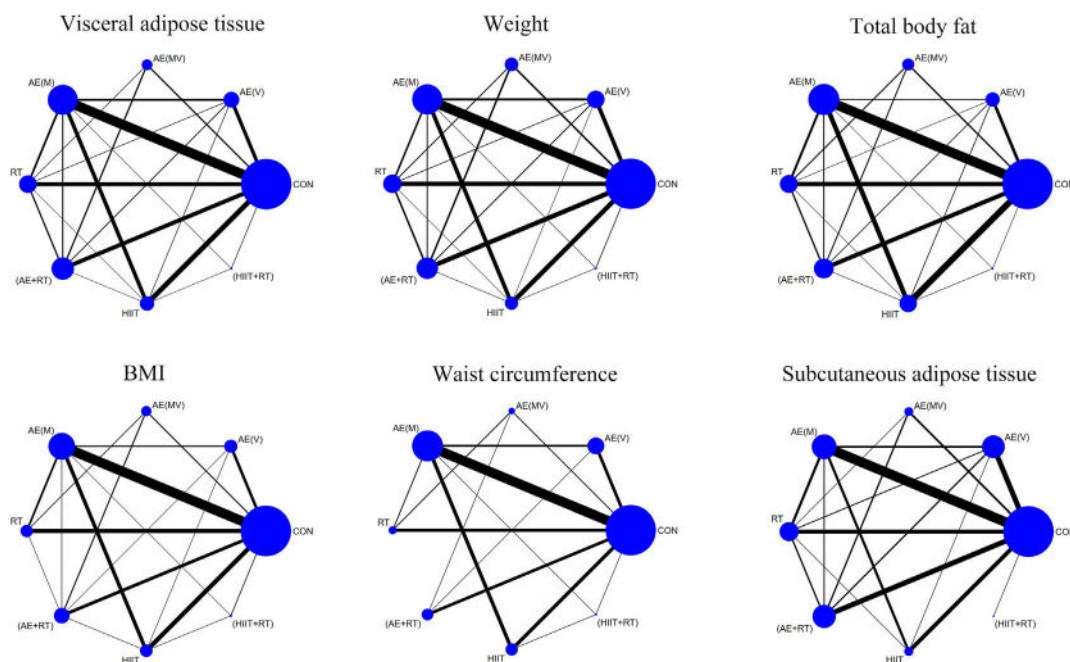 Visceral adipose tissue
AE(MV)
AE(M)
AE(V)
RT
CON
(AE+RT)
(HIIT+RT)
HIIT
Weight
AE(MV)
AE(M)
AE(V)
RT
CON
(AE+RT)
(HIIT+RT)
HIIT
Total body fat
AE(MV)
AE(M)
AE(V)
RT
CON
(AE+RT)
(HIIT+RT)
HIIT
BMI
AE(MV)
AE(M)
AE(V)
RT
CON
(AE+RT)
(HIIT+RT)
HIIT
Waist circumference
AE(MV)
AE(M)
AE(V)
RT
CON
(AE+RT)
(HIIT+RT)
HIIT
Subcutaneous adipose tissue
AE(MV)
AE(M)
AE(V)
RT
CON
(AE+RT)
(HIIT+RT)
HIIT